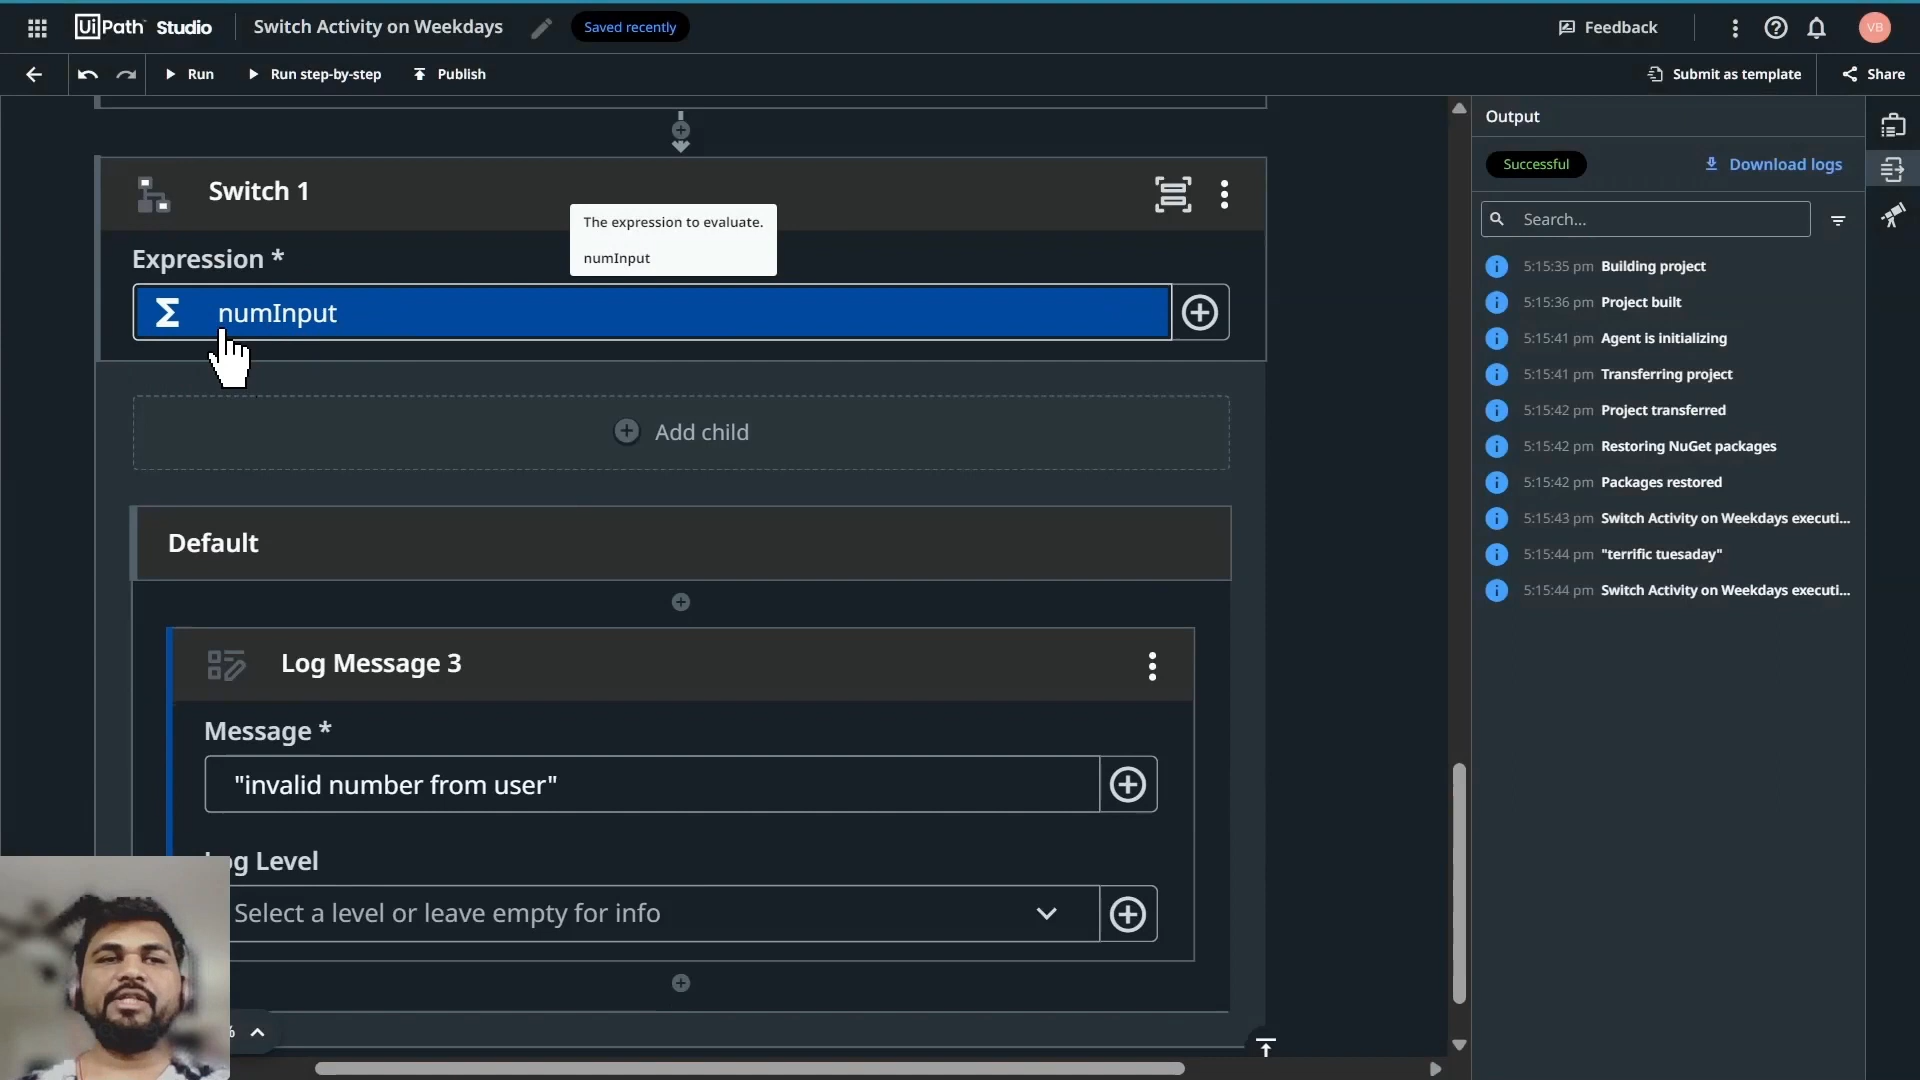 UiPath Studio
Switch Activity on Weekdays
Saved recently
Feedback
VB
Run
Run step-by-step
Publish
Submit as template
Share
Switch 1
The expression to evaluate.
numInput
Expression *
numInput
Add child
Default
Log Message 3
Message *
"invalid number from user"
Level
Select a level or leave empty for info
%
Output
Successful
Download logs
Search...
5:15:35 pm Building project
5:15:36 pm Project built
5:15:41 pm Agent is initializing
5:15:41 pm Transferring project
5:15:42 pm Project transferred
5:15:42 pm Restoring NuGet packages
5:15:42 pm Packages restored
5:15:43 pm Switch Activity on Weekdays executi...
5:15:44 pm "terrific tuesaday"
5:15:44 pm Switch Activity on Weekdays executi...